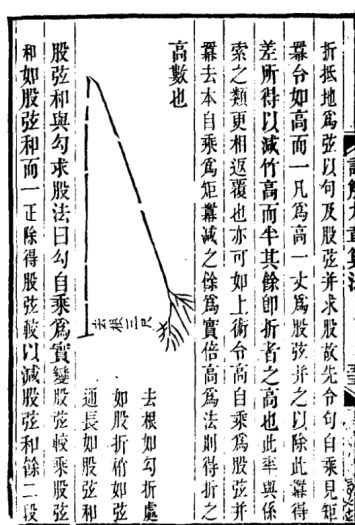 折抵地爲弦以句及股弦并求股故先令句自乘見矩
羃令如高而一凡爲高一丈爲股弦并之以除此羃得
差所得以減竹高而半其餘即折者之高也此率與係
索之類更相返覆也亦可如上術令高自乘爲股弦并
羃去本自乘爲矩羃減之餘爲實倍高爲法則得折之
高數也
去根三尺
去根如勾折處
如股折梢如弦
通長如股弦和
股弦和與勾求股法曰勾自乘爲實變股弦較乘股弦
和如股弦和而一正除得股弦較以減股弦和餘二段